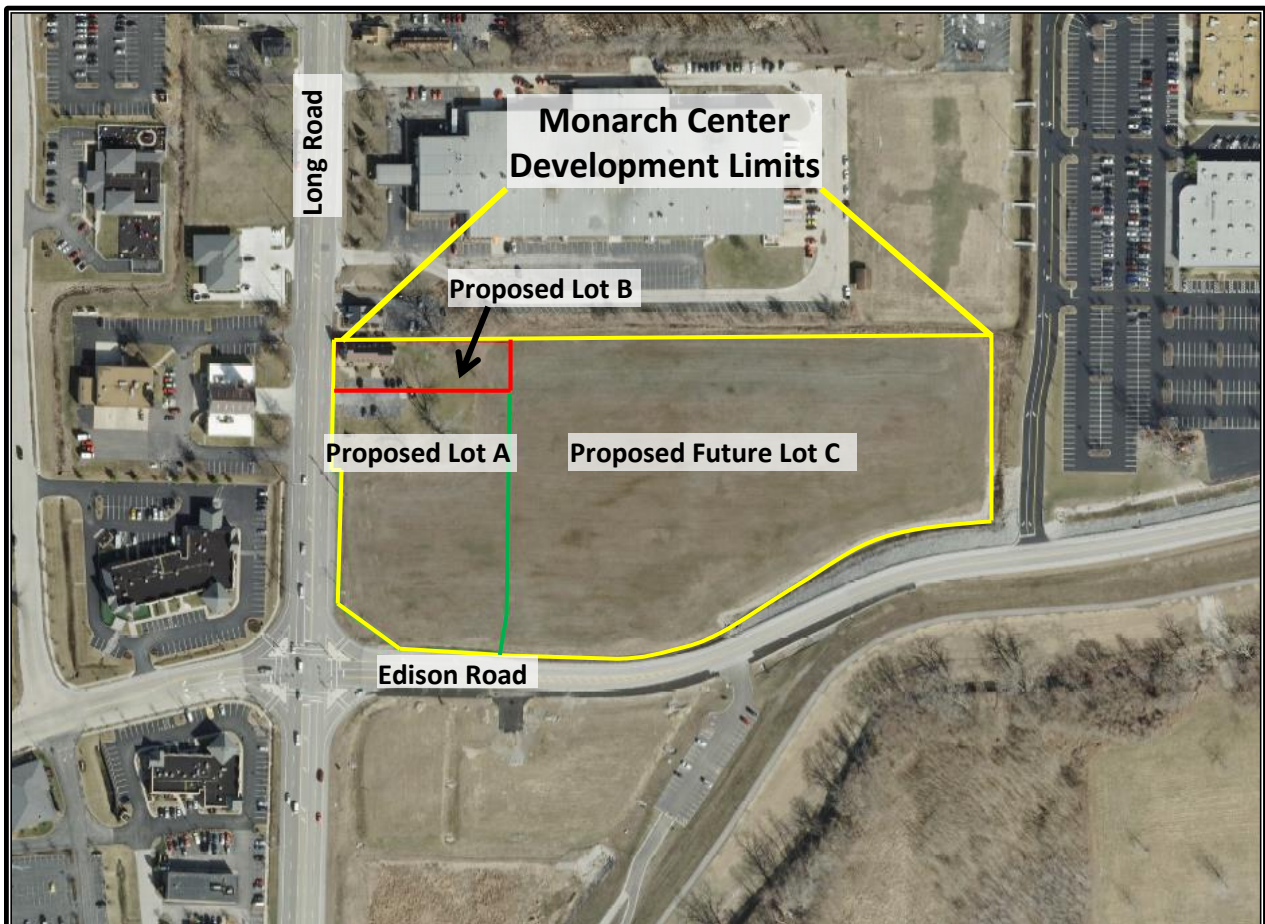 Long Road
Monarch Center
Development Limits
Proposed Lot B
Proposed Lot A
Proposed Future Lot C
Edison Road